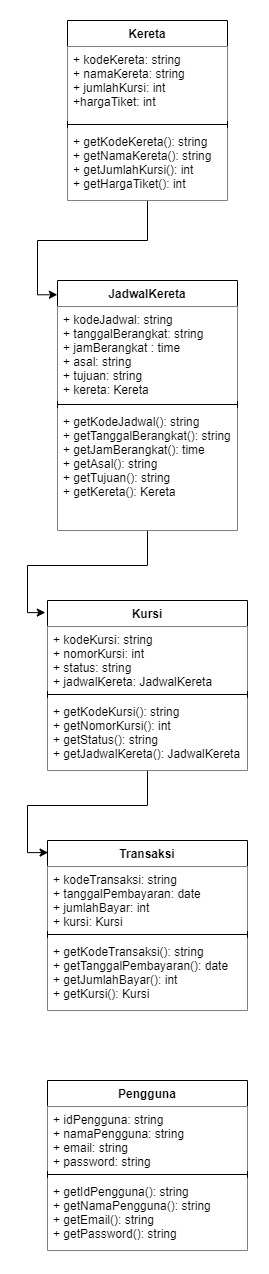 Kereta
+ kodeKereta: string
+ namaKereta: string
+ jumlahKursi: int
+hargaTiket: int
+ getKodeKereta(): string
+ getNamaKereta(): string
+ getJumlahKursi(): int
+ getHargaTiket(): int
JadwalKereta
+ kodeJadwal: string
+ tanggalBerangkat: string
+ jamBerangkat : time
+ asal: string
+ tujuan: string
+ kereta: Kereta
+ getKodeJadwal(): string
+ getTanggalBerangkat(): string
+ getJamBerangkat(): time
+ getAsal(): string
+ getTujuan(): string
+ getKereta(): Kereta
Kursi
+ kodeKursi: string
+ nomorKursi: int
+ status: string
+ jadwalKereta: JadwalKereta
+ getKodeKursi(): string
+ getNomorKursi(): int
+ getStatus(): string
+ getJadwalKereta(): JadwalKereta
Transaksi
+ kodeTransaksi: string
+ tanggalPembayaran: date
+ jumlahBayar: int
+ kursi: Kursi
+ getKodeTransaksi(): string
+ getTanggalPembayaran(): date
+ getJumlahBayar(): int
+ getKursi(): Kursi
Pengguna
+ idPengguna: string
+ namaPengguna: string
+ email: string
+ password: string
+ getIdPengguna(): string
+ getNamaPengguna(): string
+ getEmail(): string
+ getPassword(): string